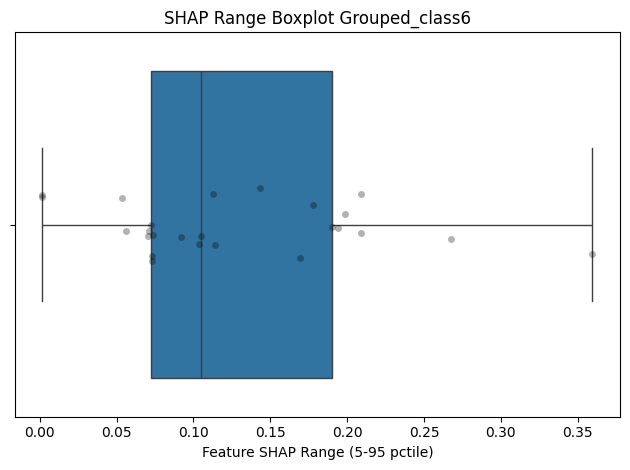 SHAP Range Boxplot Grouped_class6
0.00 0.05 0.10 0.15 0.20 0.25 0.30 0.35
Feature SHAP Range (5-95 pctile)